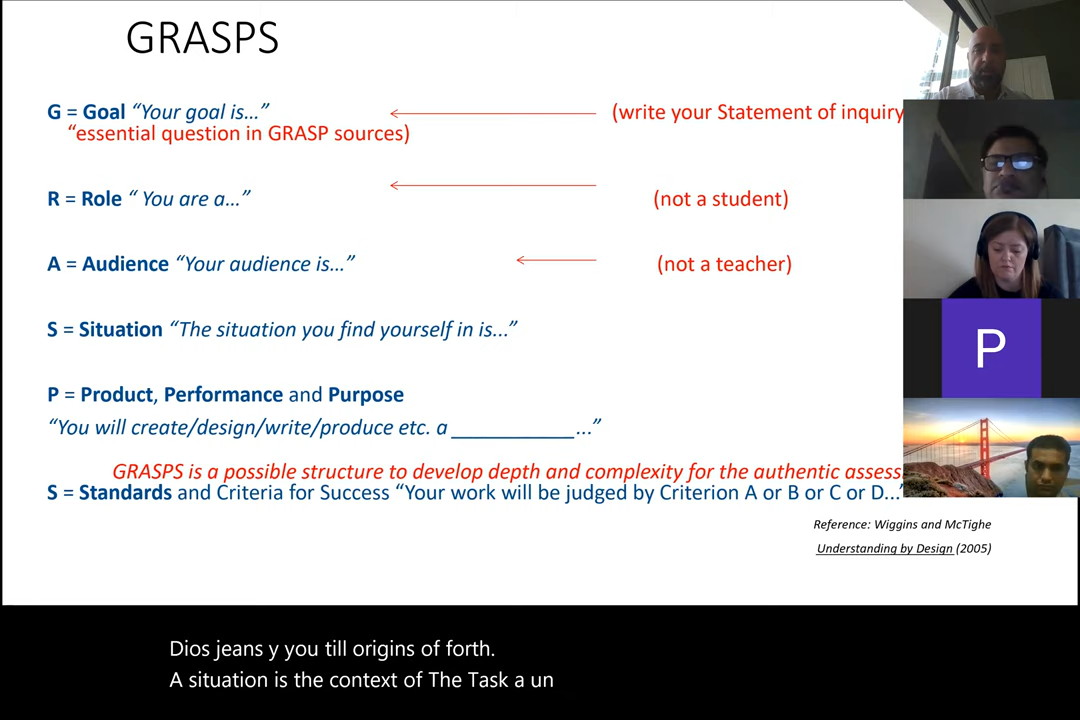 GRASPS
G = Goal “Your goal is…” (write your Statement of inquiry
“essential question in GRASP sources)
R = Role “ You are a…” (not a student)
A = Audience “Your audience is…” (not a teacher)
S = Situation “The situation you find yourself in is...”
P = Product, Performance and Purpose
“You will create/design/write/produce etc. a ____________...”
GRASPS is a possible structure to develop depth and complexity for the authentic assess
S = Standards and Criteria for Success “Your work will be judged by Criterion A or B or C or D...”
Reference: Wiggins and McTighe
Understanding by Design (2005)
P
Dios jeans y you till origins of forth.
A situation is the context of The Task a un